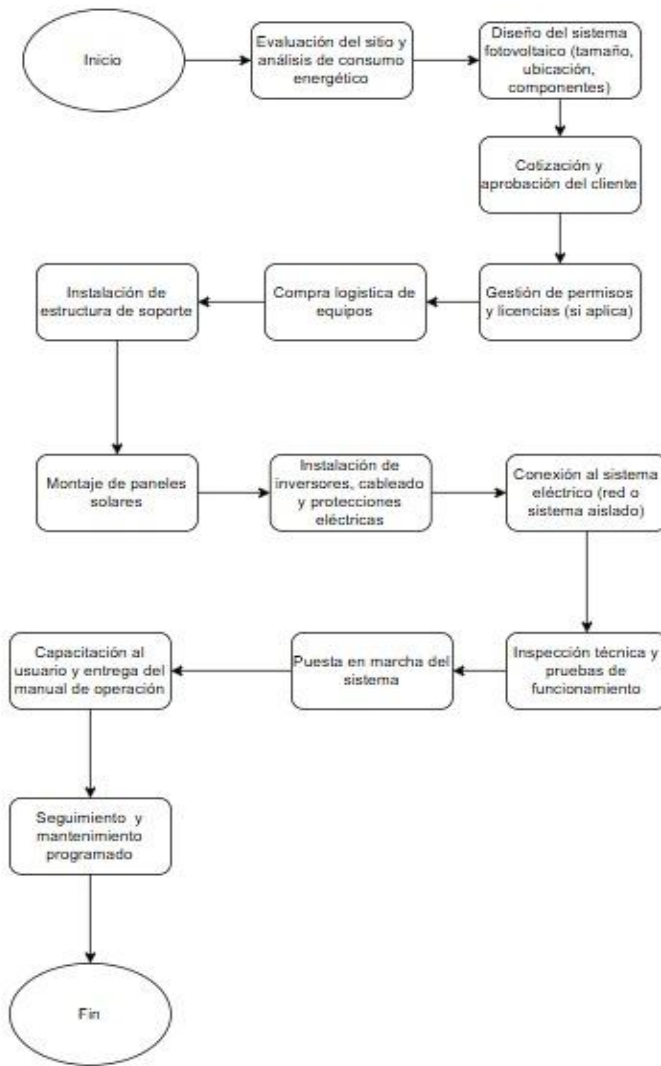 Inicio
Evaluación del sitio y
análisis de consumo
energético
Diseño del sistema
fotovoltaico (tamaño,
ubicación,
componentes)
Cotización y
aprobación del cliente
Gestión de permisos
y licencias (si aplica)
Compra logistica de
equipos
Instalación de
estructura de soporte
Montaje de paneles
solares
Instalación de
inversores, cableado
y protecciones
eléctricas
Conexión al sistema
eléctrico (red o
sistema aislado)
Inspección técnica y
pruebas de
funcionamiento
Puesta en marcha del
sistema
Capacitación al
usuario y entrega del
manual de operación
Seguimiento y
mantenimiento
programado
Fin